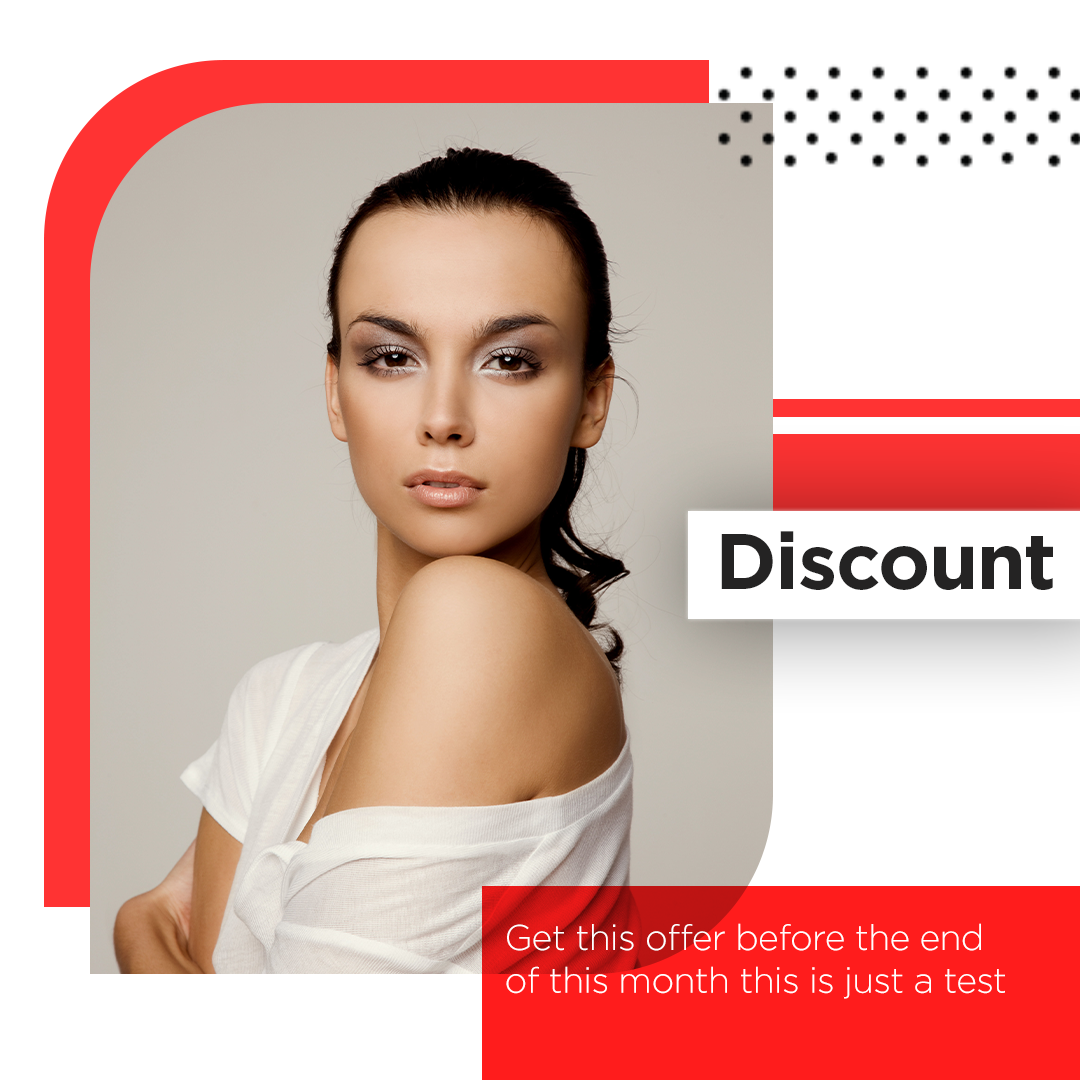 Discount
Get this offer before the end
of this month this is just a test